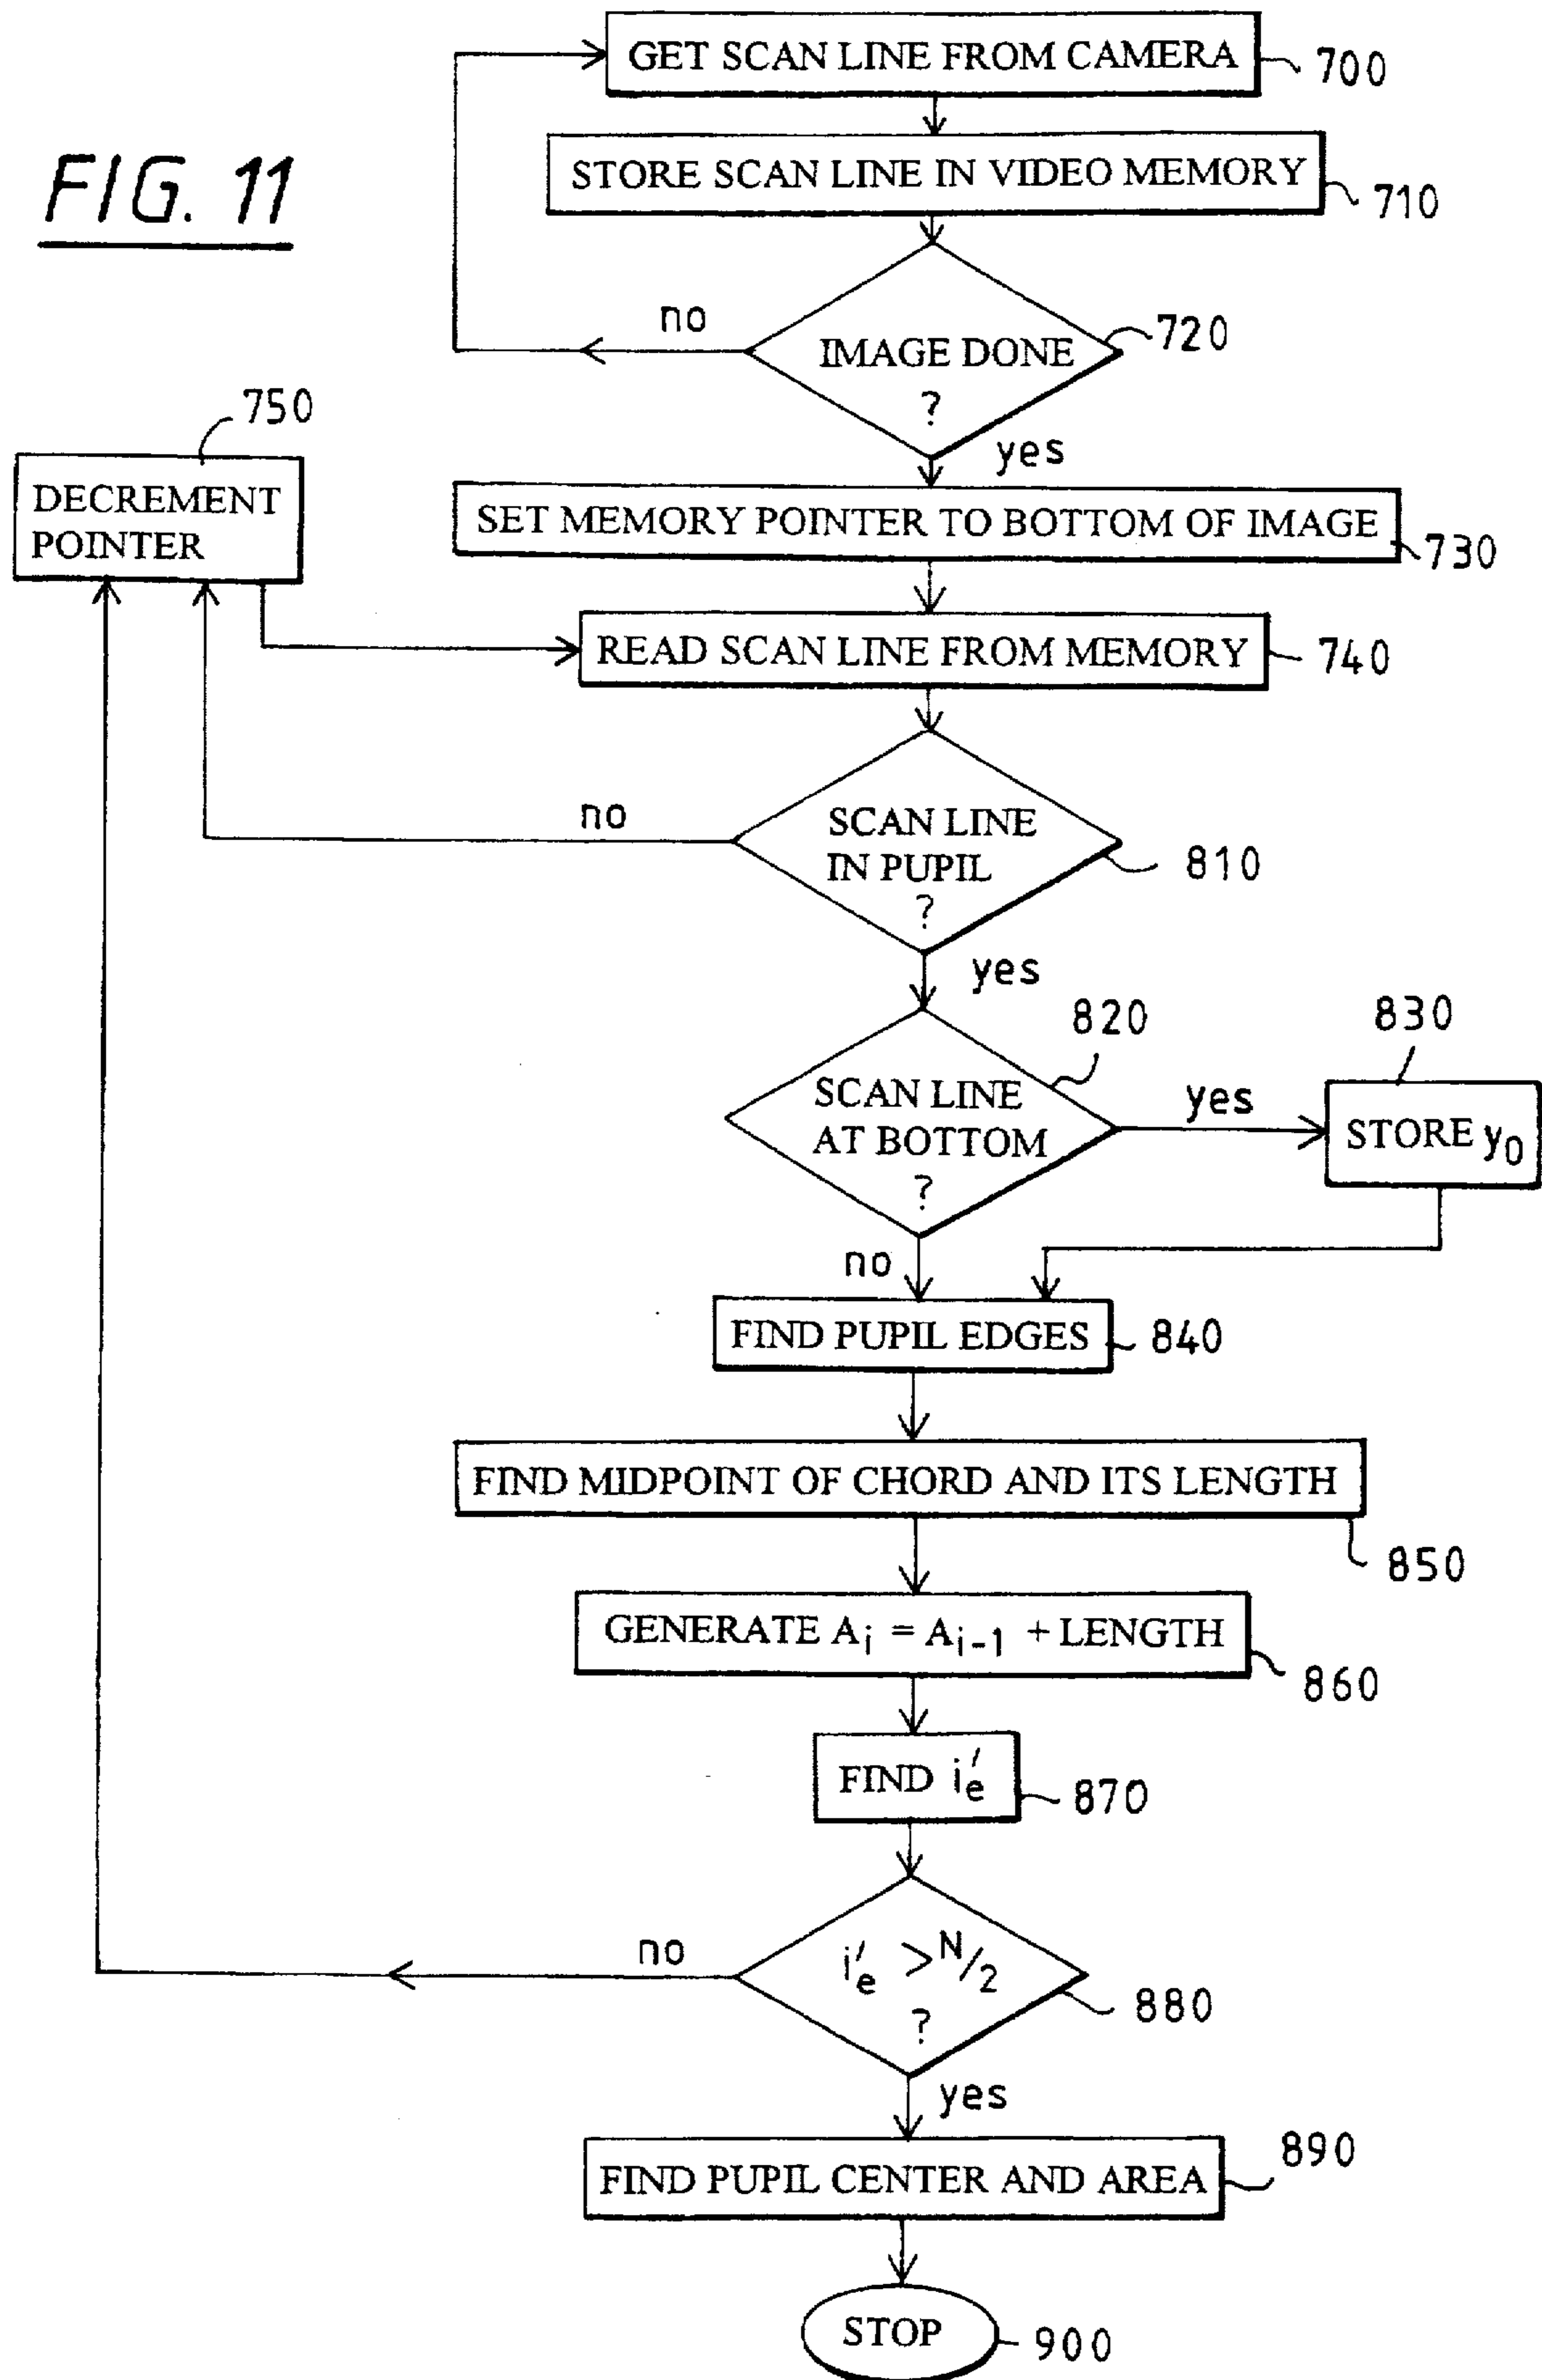 FIG. 11
GET SCAN LINE FROM CAMERA
700
STORE SCAN LINE IN VIDEO MEMORY
710
no
IMAGE DONE
?
720
yes
750
DECREMENT
POINTER
SET MEMORY POINTER TO BOTTOM OF IMAGE
730
READ SCAN LINE FROM MEMORY
740
no
SCAN LINE
IN PUPIL
?
810
yes
820
SCAN LINE
AT BOTTOM
?
yes
830
STORE y₀
no
FIND PUPIL EDGES
840
FIND MIDPOINT OF CHORD AND ITS LENGTH
850
GENERATE Aᵢ = Aᵢ₋₁ + LENGTH
860
FIND i′ₑ
870
no
i′ₑ > N/2
?
880
yes
FIND PUPIL CENTER AND AREA
890
STOP
900